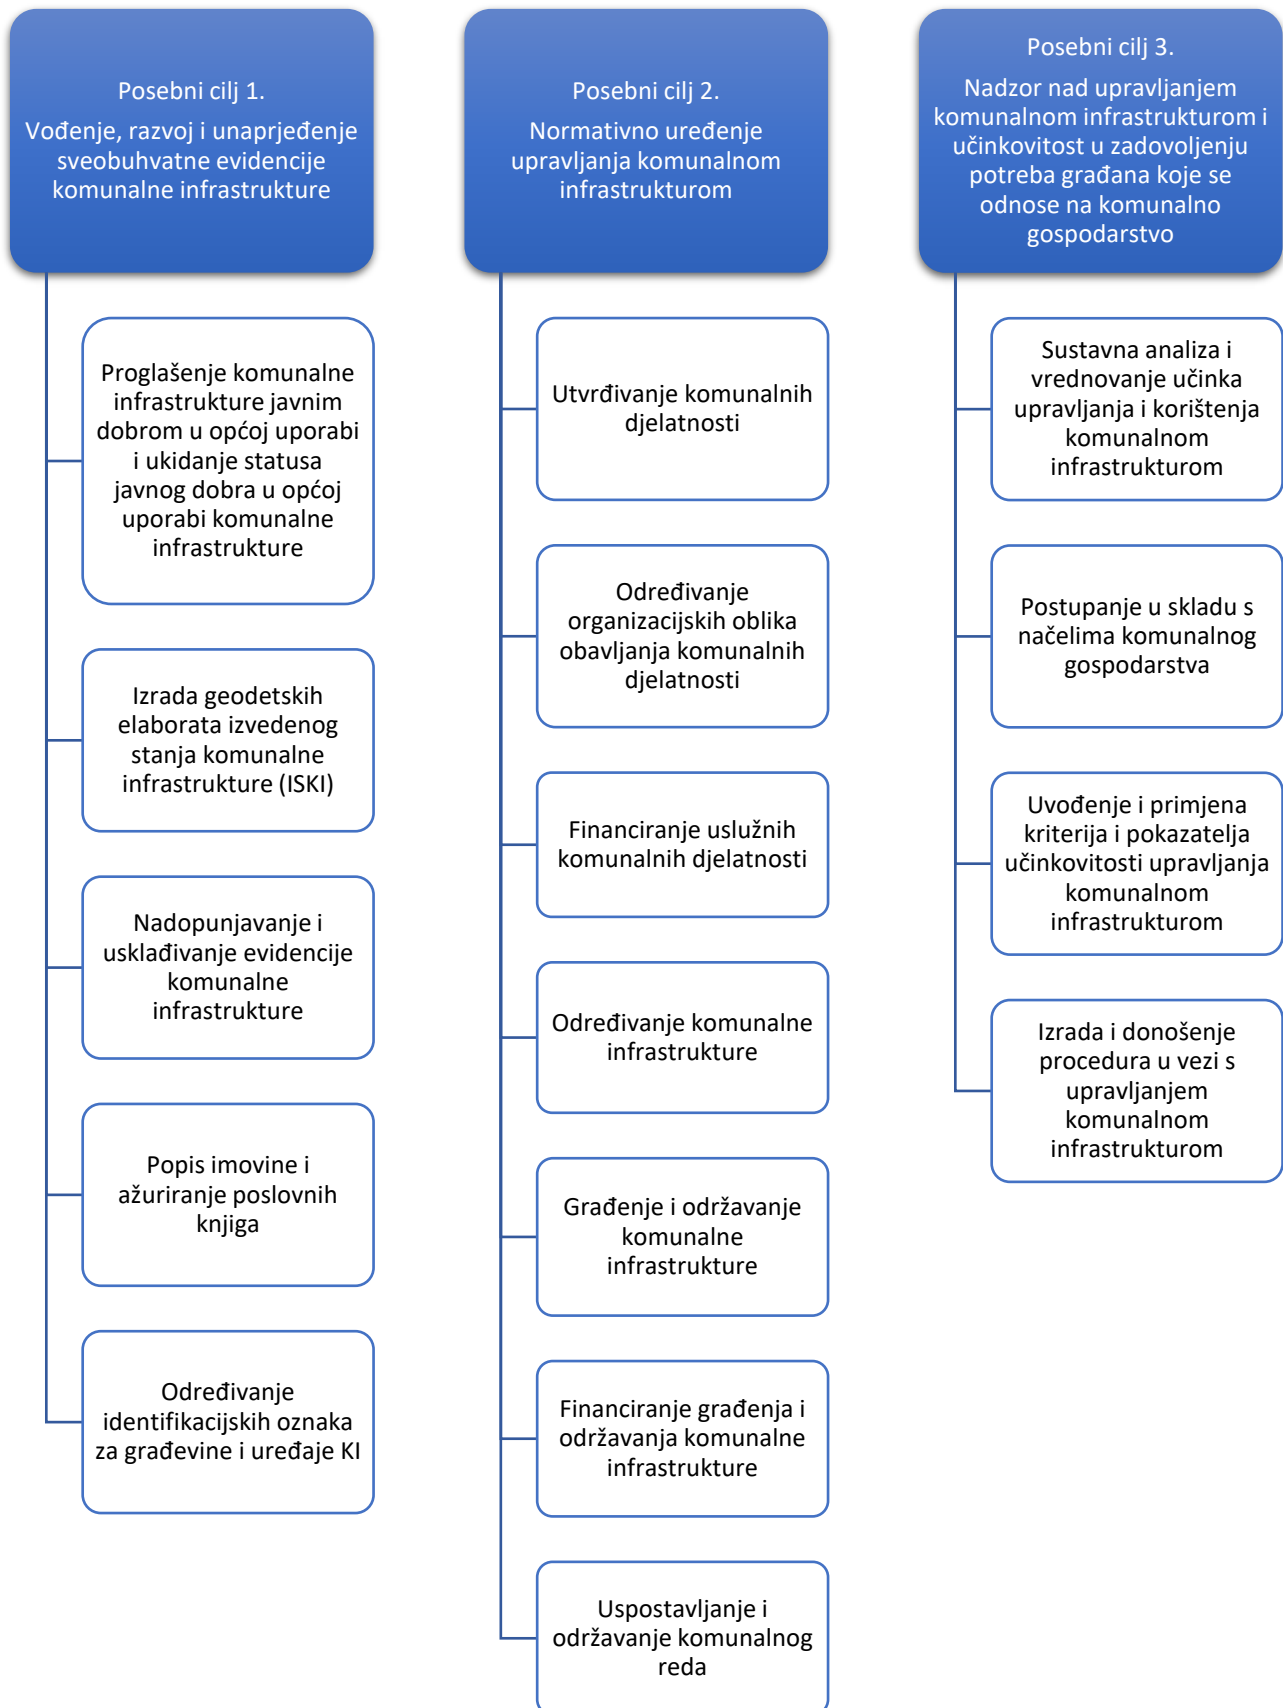 Posebni cilj 1.
Vođenje, razvoj i unaprjeđenje
sveobuhvatne evidencije
komunalne infrastrukture
Proglašenje komunalne
infrastrukture javnim
dobrom u općoj uporabi
i ukidanje statusa
javnog dobra u općoj
uporabi komunalne
infrastrukture
Izrada geodetskih
elaborata izvedenog
stanja komunalne
infrastrukture (ISKI)
Nadopunjavanje i
usklađivanje evidencije
komunalne
infrastrukture
Popis imovine i
ažuriranje poslovnih
knjiga
Određivanje
identifikacijskih oznaka
za građevine i uređaje KI
Posebni cilj 2.
Normativno uređenje
upravljanja komunalnom
infrastrukturom
Utvrđivanje komunalnih
djelatnosti
Određivanje
organizacijskih oblika
obavljanja komunalnih
djelatnosti
Financiranje uslužnih
komunalnih djelatnosti
Određivanje komunalne
infrastrukture
Građenje i održavanje
komunalne
infrastrukture
Financiranje građenja i
održavanja komunalne
infrastrukture
Uspostavljanje i
održavanje komunalnog
reda
Posebni cilj 3.
Nadzor nad upravljanjem
komunalnom infrastrukturom i
učinkovitost u zadovoljenju
potreba građana koje se
odnose na komunalno
gospodarstvo
Sustavna analiza i
vrednovanje učinka
upravljanja i korištenja
komunalnom
infrastrukturom
Postupanje u skladu s
načelima komunalnog
gospodarstva
Uvođenje i primjena
kriterija i pokazatelja
učinkovitosti upravljanja
komunalnom
infrastrukturom
Izrada i donošenje
procedura u vezi s
upravljanjem
komunalnom
infrastrukturom